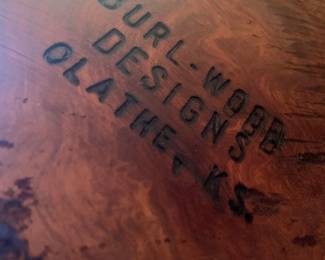 BURL-WOOD
DESIGNS
OLATHE, KS.